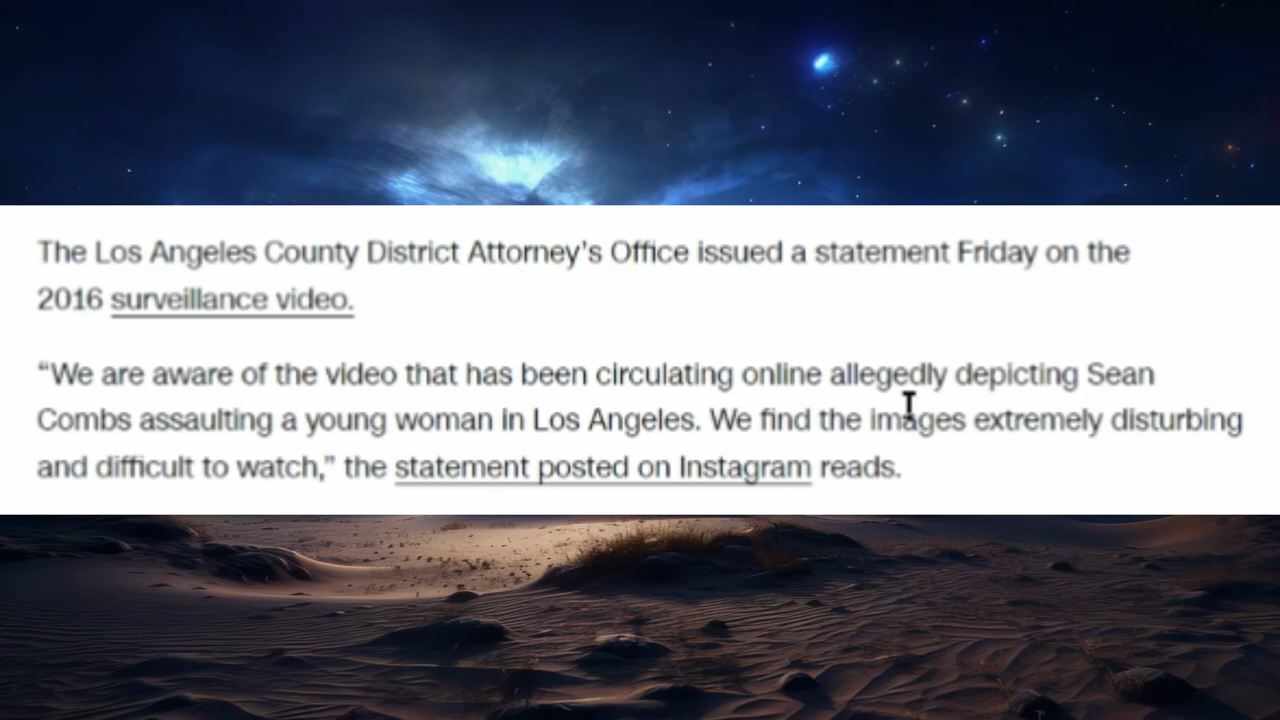 The Los Angeles County District Attorney's Office issued a statement Friday on the
2016 surveillance video.
“We are aware of the video that has been circulating online allegedly depicting Sean
Combs assaulting a young woman in Los Angeles. We find the images extremely disturbing
and difficult to watch,” the statement posted on Instagram reads.